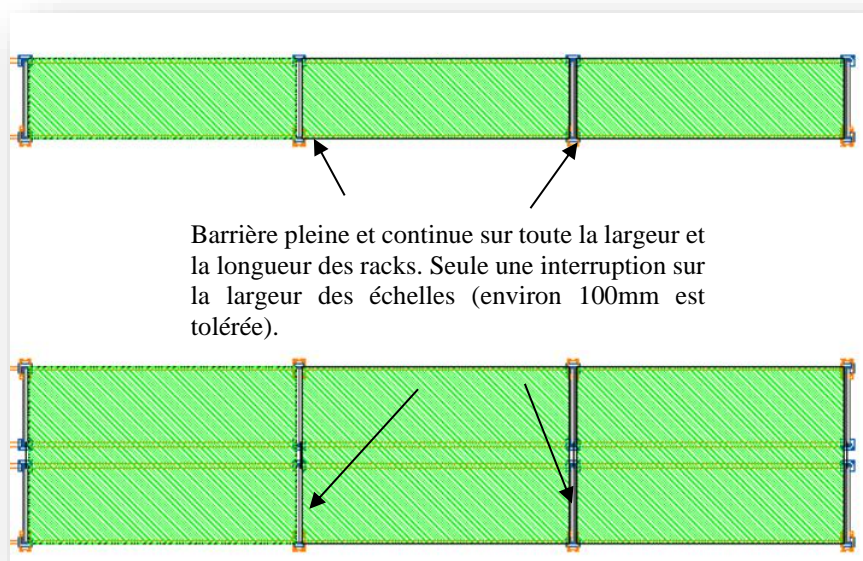 Barrière pleine et continue sur toute la largeur et
la longueur des racks. Seule une interruption sur
la largeur des échelles (environ 100mm est
tolérée).